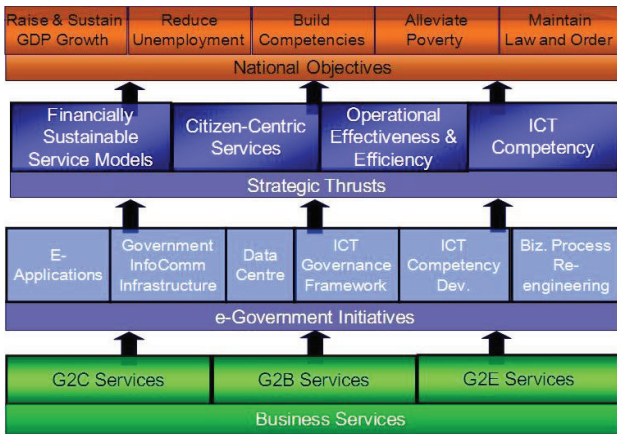 Raise & Sustain
GDP Growth
Reduce
Unemployment
Build
Competencies
Alleviate
Poverty
Maintain
Law and Order
National Objectives
Financially
Sustainable
Service Models
Citizen-Centric
Services
Operational
Effectiveness &
Efficiency
ICT
Competency
Strategic Thrusts
E-
Applications
Government
InfoComm
Infrastructure
Data
Centre
ICT
Governance
Framework
ICT
Competency
Dev.
Biz. Process
Re-
engineering
e-Government Initiatives
G2C Services
G2B Services
G2E Services
Business Services